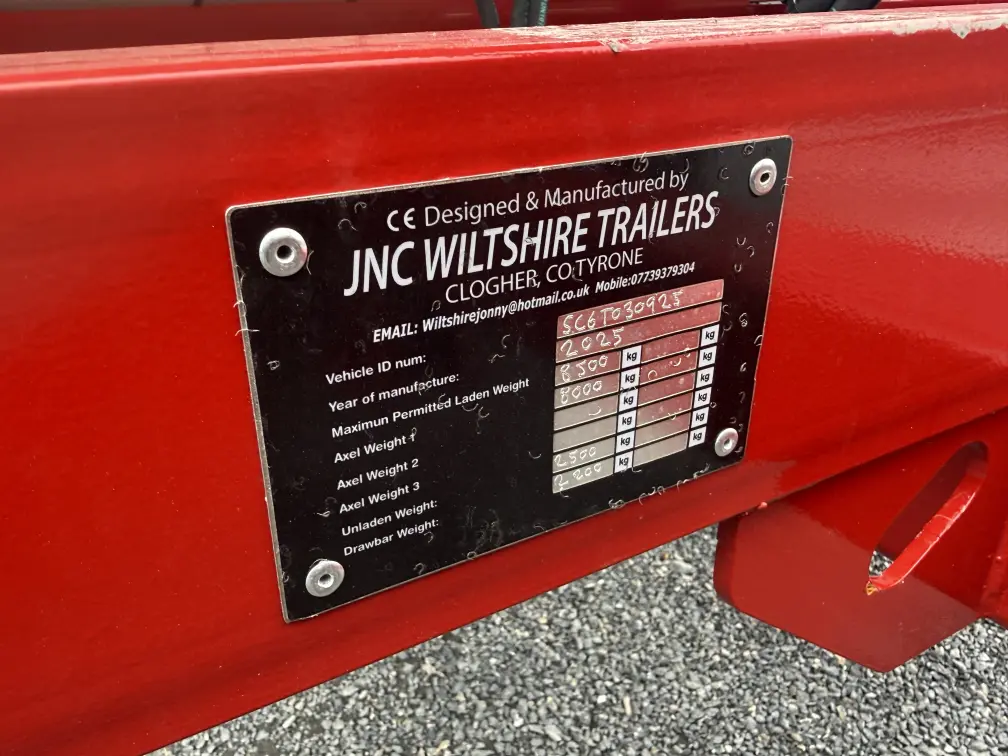 CE Designed & Manufactured by
JNC WILTSHIRE TRAILERS
CLOGHER, CO.TYRONE
EMAIL: Wiltshirejonny@hotmail.co.uk Mobile:07739379304
Vehicle ID num: SC6T030925
Year of manufacture: 2025
Maximun Permitted Laden Weight 8500 kg kg
Axel Weight 1 8000 kg kg
Axel Weight 2 kg kg
Axel Weight 3 kg kg
Unladen Weight: 2500 kg kg
Drawbar Weight: 2200 kg